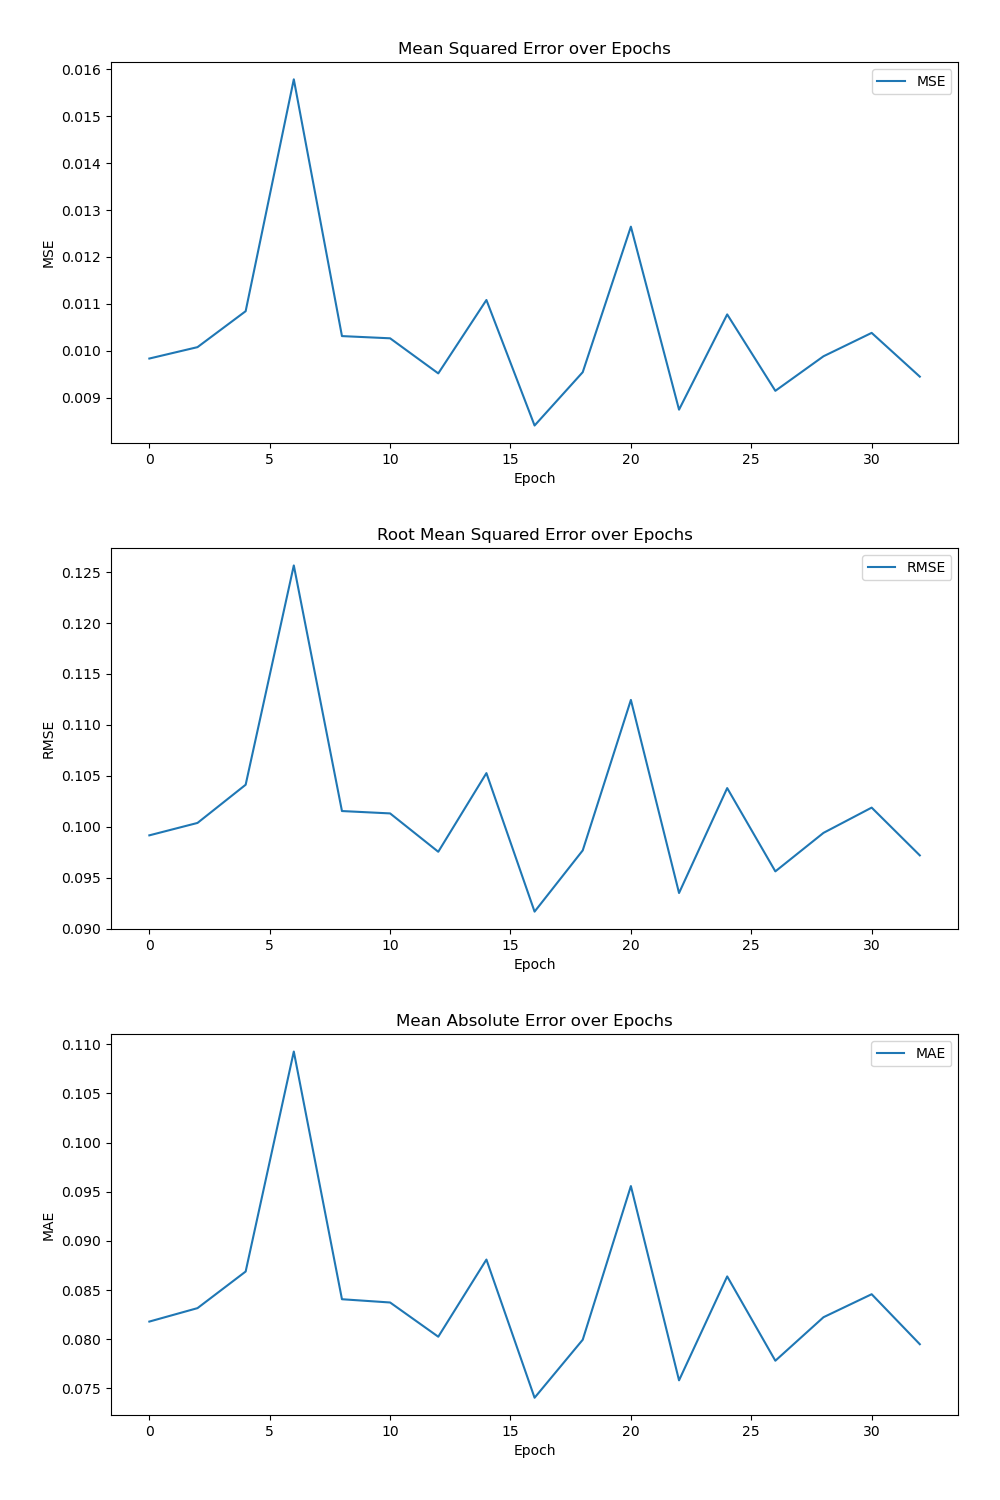 Mean Squared Error over Epochs
0.016
MSE
0.015
0.014
0.013
0.012
MSE
0.011
0.010
0.009
0 5 10 15 20 25 30
Epoch
Root Mean Squared Error over Epochs
0.125
RMSE
0.120
0.115
0.110
RMSE
0.105
0.100
0.095
0.090
0 5 10 15 20 25 30
Epoch
Mean Absolute Error over Epochs
0.110
MAE
0.105
0.100
0.095
0.090
MAE
0.085
0.080
0.075
0 5 10 15 20 25 30
Epoch